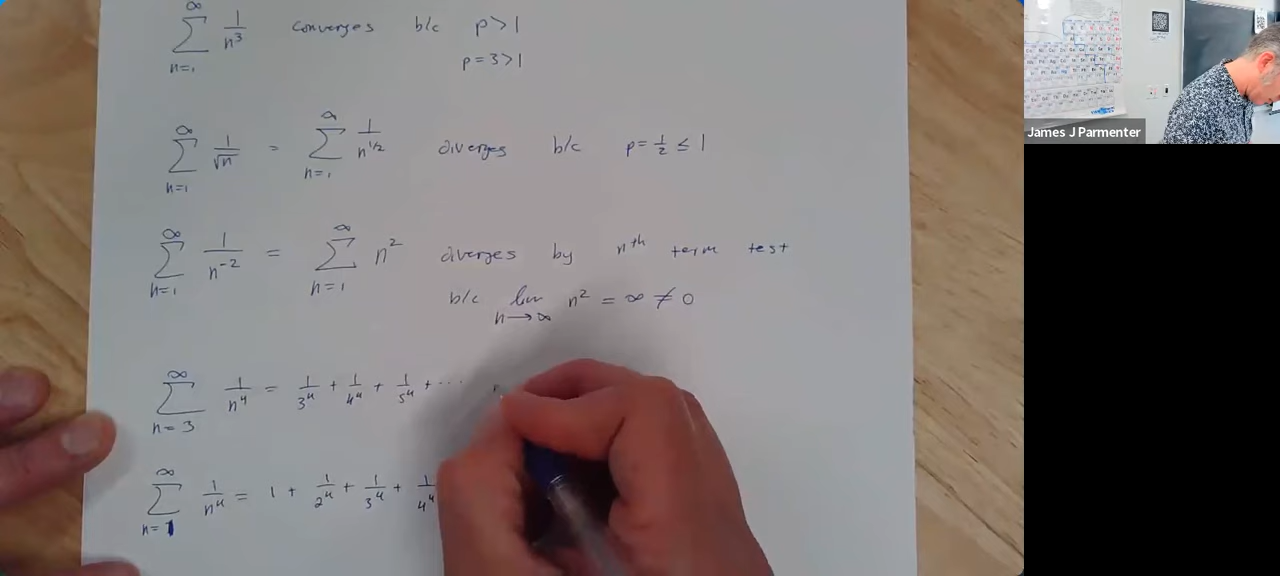 ∞
∑ 1/n³ converges b/c p > 1
n=1 p = 3 > 1
∞ ∞
∑ 1/√n = ∑ 1/n^(1/2) diverges b/c p = 1/2 ≤ 1
n=1 n=1
∞ ∞
∑ 1/n⁻² = ∑ n² diverges by nth term test
n=1 n=1
b/c lim n² = ∞ ≠ 0
n→∞
∞
∑ 1/n⁴ = 1/3⁴ + 1/4⁴ + 1/5⁴ + ...
n=3
∞
∑ 1/n⁴ = 1 + 1/2⁴ + 1/3⁴ + 1/4⁴
n=1
James J Parmenter